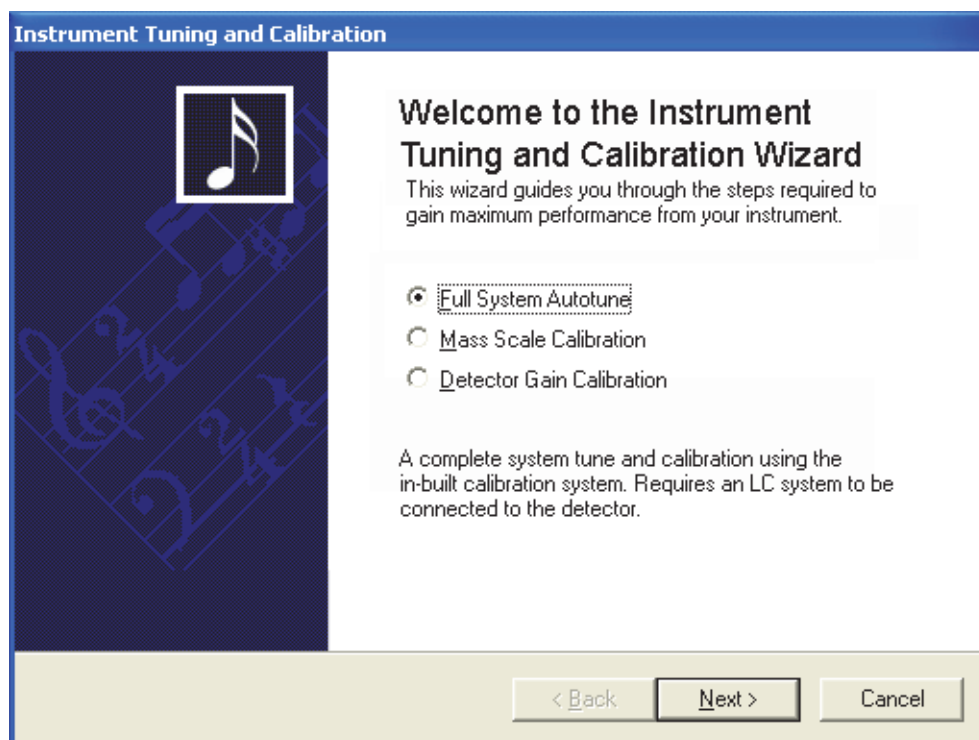 Instrument Tuning and Calibration
Welcome to the Instrument
Tuning and Calibration Wizard
This wizard guides you through the steps required to
gain maximum performance from your instrument.
Full System Autotune
Mass Scale Calibration
Detector Gain Calibration
A complete system tune and calibration using the
in-built calibration system. Requires an LC system to be
connected to the detector.
< Back
Next >
Cancel